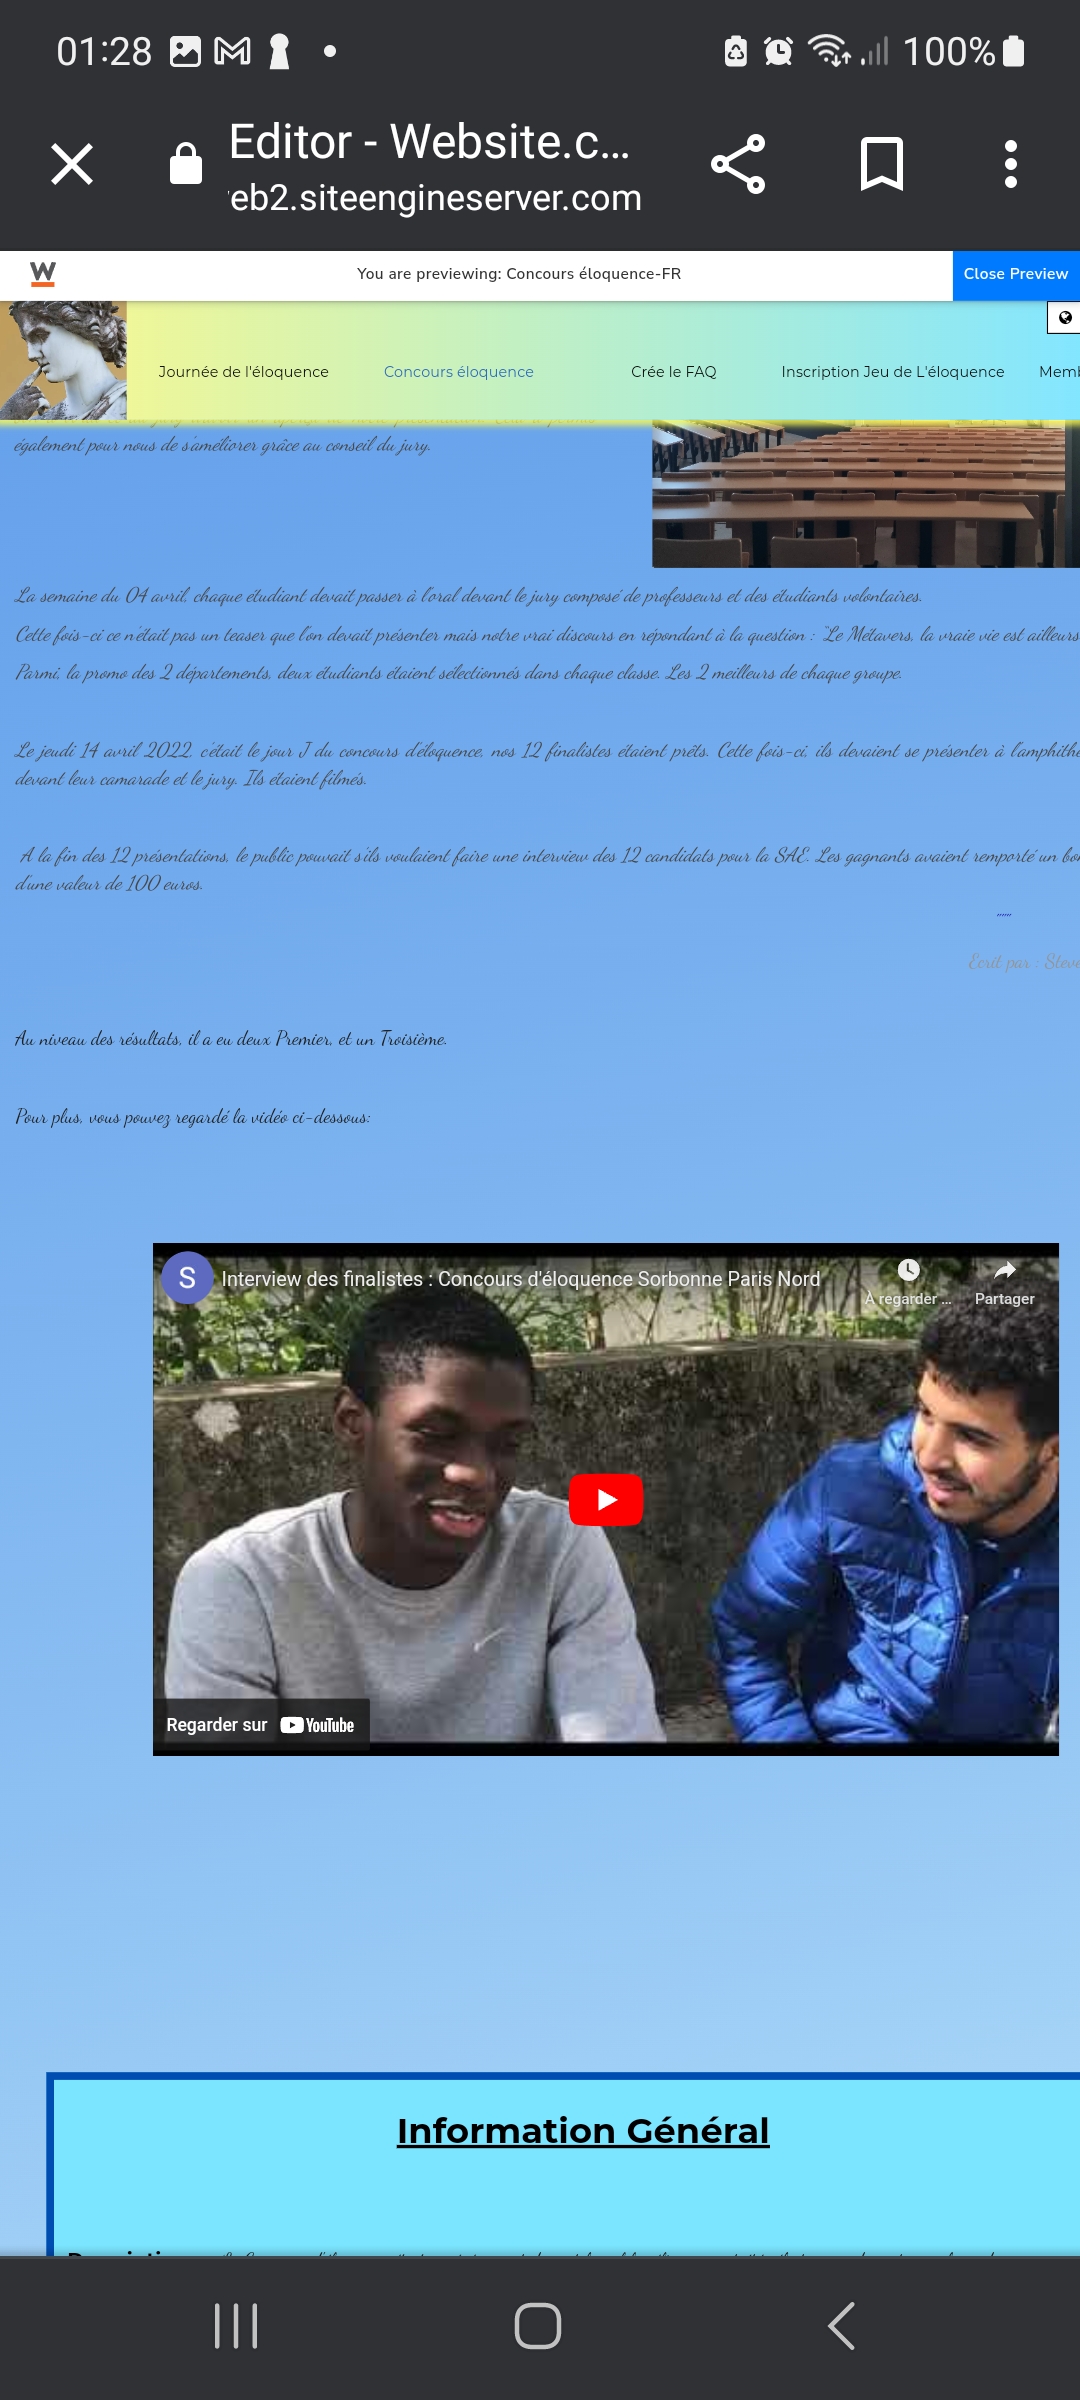 01:28
100%
Editor - Website.c...
eb2.siteengineserver.com
W
You are previewing: Concours éloquence-FR
Close Preview
Journée de l'éloquence
Concours éloquence
Crée le FAQ
Inscription Jeu de L'éloquence
Memb
également pour nous de s'améliorer grâce au conseil du jury.
La semaine du 04 avril, chaque étudiant devait passer à l'oral devant le jury composé de professeurs et des étudiants volontaires.
Cette fois-ci ce n'était pas un teaser que l'on devait présenter mais notre vrai discours en répondant à la question : "Le Métavers, la vraie vie est ailleurs
Parmi, la promo des 2 départements, deux étudiants étaient sélectionnés dans chaque classe. Les 2 meilleurs de chaque groupe.
Le jeudi 14 avril 2022, c'était le jour J du concours d'éloquence, nos 12 finalistes étaient prêts. Cette fois-ci, ils devaient se présenter à l'amphithé
devant leur camarade et le jury. Ils étaient filmés.
A la fin des 12 présentations, le public pouvait s'ils voulaient faire une interview des 12 candidats pour la SAE. Les gagnants avaient remporté un bon
d'une valeur de 100 euros.
""
Ecrit par : Steve
Au niveau des résultats, il a eu deux Premier, et un Troisième.
Pour plus, vous pouvez regardé la vidéo ci-dessous:
S
Interview des finalistes : Concours d'éloquence Sorbonne Paris Nord
À regarder ...
Partager
Regarder sur YouTube
Information Général